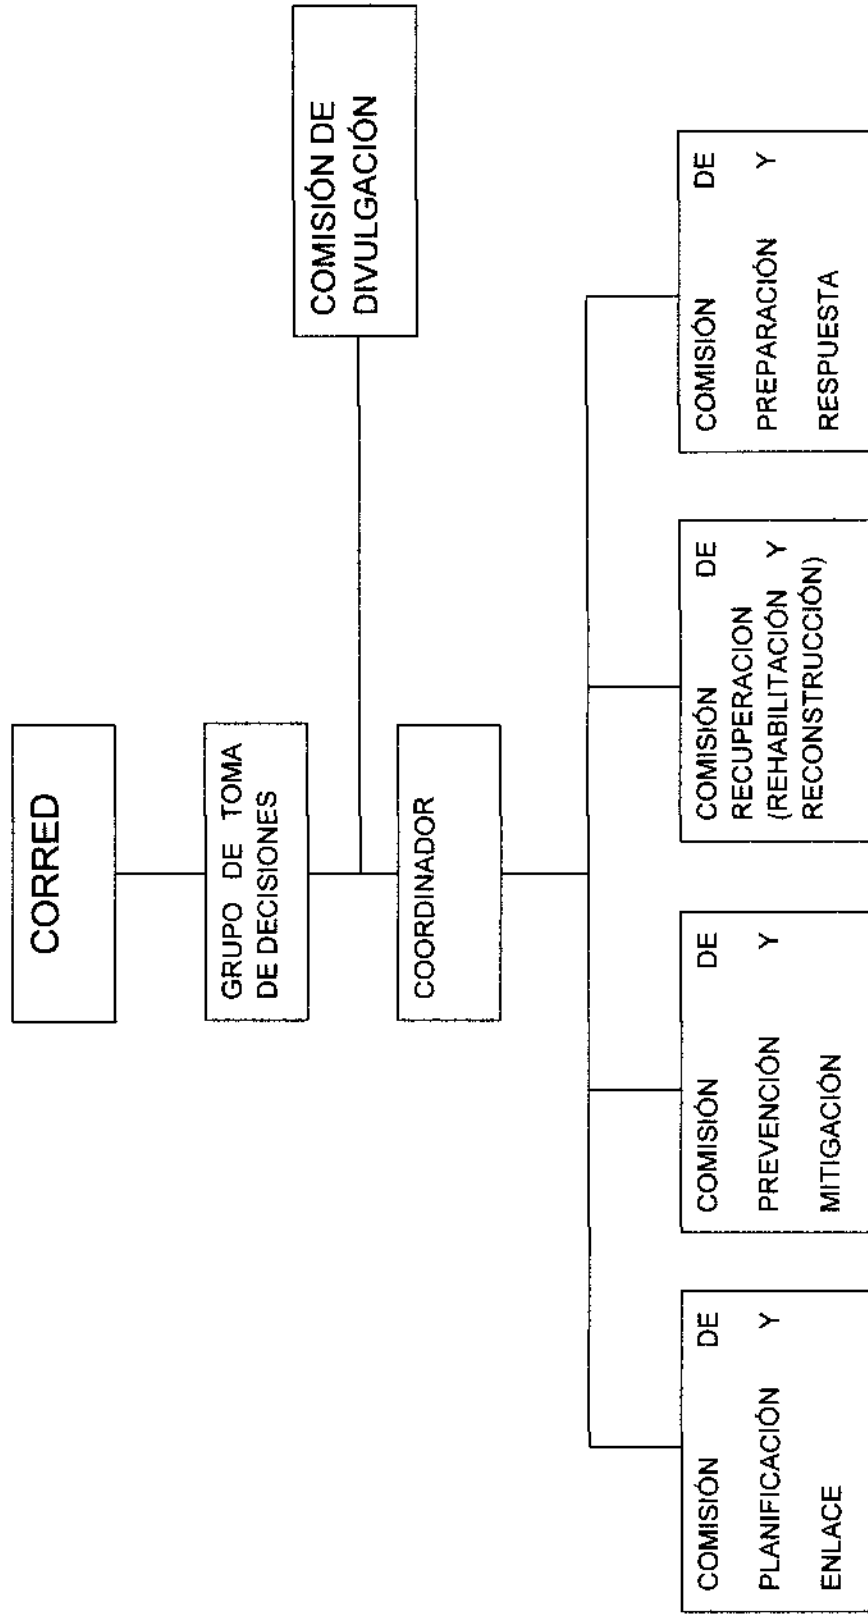 CORRED
GRUPO DE TOMA
DE DECISIONES
COMISIÓN DE
DIVULGACIÓN
COORDINADOR
COMISIÓN DE
PLANIFICACIÓN Y
ENLACE
COMISIÓN DE
PREVENCIÓN Y
MITIGACIÓN
COMISIÓN DE
RECUPERACION
(REHABILITACIÓN Y
RECONSTRUCCIÓN)
COMISIÓN DE
PREPARACIÓN Y
RESPUESTA